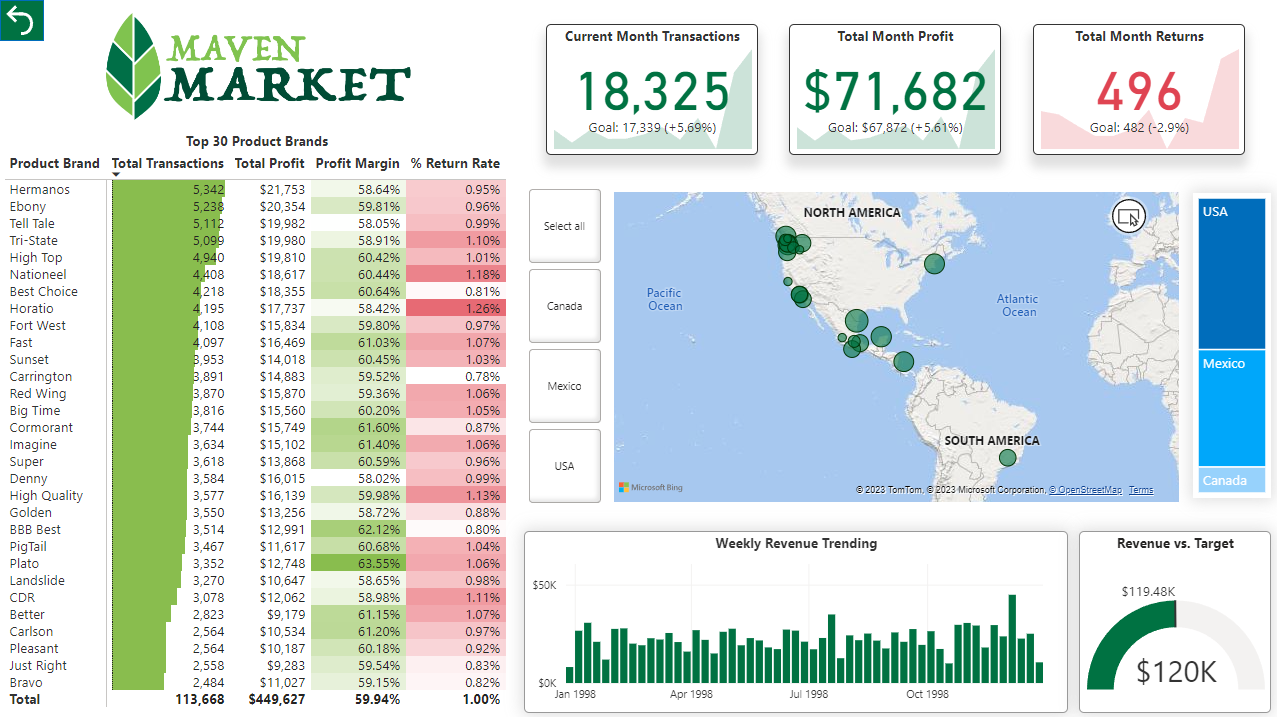 MAVEN
MARKET
Current Month Transactions
18,325
Goal: 17,339 (+5.69%)
Total Month Profit
$71,682
Goal: $67,872 (+5.61%)
Total Month Returns
496
Goal: 482 (-2.9%)
Top 30 Product Brands
Product Brand Total Transactions Total Profit Profit Margin % Return Rate
Hermanos 5,342 $21,753 58.64% 0.95%
Ebony 5,238 $20,354 59.81% 0.96%
Tell Tale 5,112 $19,982 58.05% 0.99%
Tri-State 5,099 $19,980 58.91% 1.10%
High Top 4,940 $19,810 60.42% 1.01%
Nationeel 4,408 $18,617 60.44% 1.18%
Best Choice 4,218 $18,355 60.64% 0.81%
Horatio 4,195 $17,737 58.42% 1.26%
Fort West 4,108 $15,834 59.80% 0.97%
Fast 4,097 $16,469 61.03% 1.07%
Sunset 3,953 $14,018 60.45% 1.03%
Carrington 3,891 $14,883 59.52% 0.78%
Red Wing 3,870 $15,870 59.36% 1.06%
Big Time 3,816 $15,560 60.20% 1.05%
Cormorant 3,744 $15,749 61.60% 0.87%
Imagine 3,634 $15,102 61.40% 1.06%
Super 3,618 $13,868 60.59% 0.96%
Denny 3,584 $16,015 58.02% 0.99%
High Quality 3,577 $16,139 59.98% 1.13%
Golden 3,550 $13,256 58.72% 0.88%
BBB Best 3,514 $12,991 62.12% 0.80%
PigTail 3,467 $11,617 60.68% 1.04%
Plato 3,352 $12,748 63.55% 1.06%
Landslide 3,270 $10,647 58.65% 0.98%
CDR 3,078 $12,062 58.98% 1.11%
Better 2,823 $9,179 61.15% 1.07%
Carlson 2,564 $10,534 61.20% 0.97%
Pleasant 2,564 $10,187 60.18% 0.92%
Just Right 2,558 $9,283 59.54% 0.83%
Bravo 2,484 $11,027 59.15% 0.82%
Total 113,668 $449,627 59.94% 1.00%
Select all
Canada
Mexico
USA
NORTH AMERICA
Pacific
Ocean
Atlantic
Ocean
SOUTH AMERICA
Microsoft Bing
© 2023 TomTom, © 2023 Microsoft Corporation, © OpenStreetMap Terms
USA
Mexico
Canada
Weekly Revenue Trending
$50K
$0K
Jan 1998 Apr 1998 Jul 1998 Oct 1998
Revenue vs. Target
$119.48K
$120K